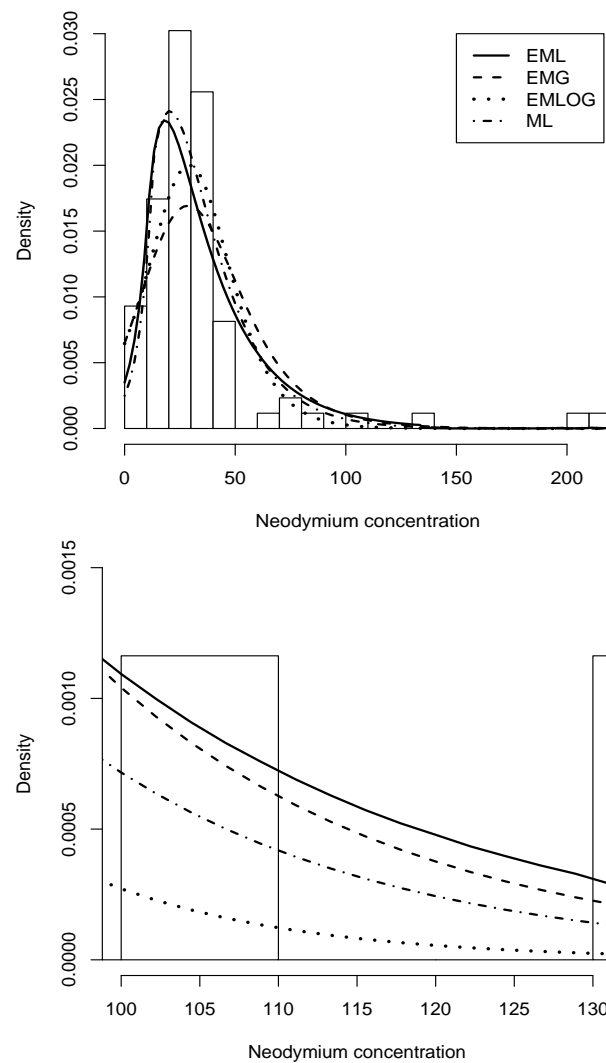 0.030
0.025
0.020
0.015
0.010
0.005
0.000
Density
EML
EMG
EMLOG
ML
0 50 100 150 200
Neodymium concentration
0.0015
0.0010
0.0005
0.0000
Density
100 105 110 115 120 125 130
Neodymium concentration